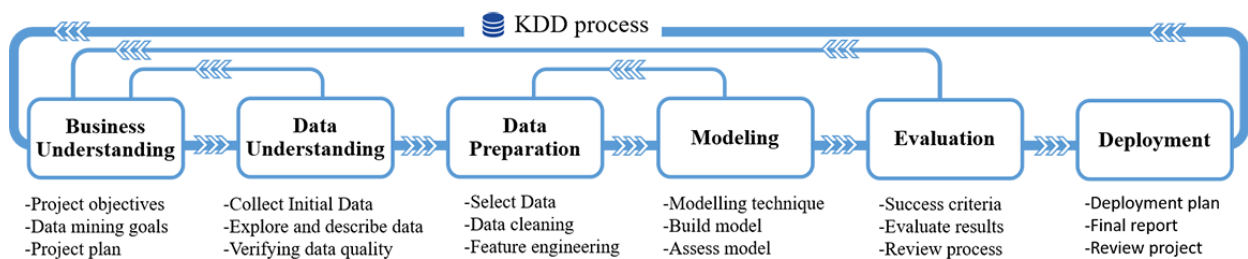 KDD process
Business
Understanding
Data
Understanding
Data
Preparation
Modeling
Evaluation
Deployment
-Project objectives
-Data mining goals
-Project plan
-Collect Initial Data
-Explore and describe data
-Verifying data quality
-Select Data
-Data cleaning
-Feature engineering
-Modelling technique
-Build model
-Assess model
-Success criteria
-Evaluate results
-Review process
-Deployment plan
-Final report
-Review project